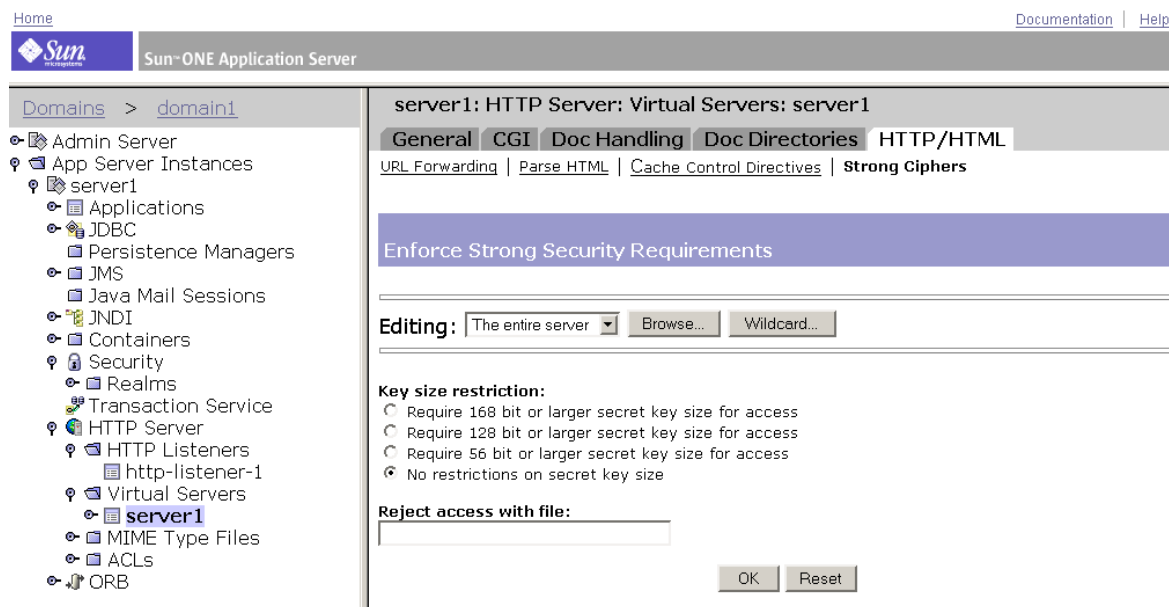 Home
Documentation | Help
Sun
microsystems
Sun™ ONE Application Server
Domains > domain1
Admin Server
App Server Instances
server1
Applications
JDBC
Persistence Managers
JMS
Java Mail Sessions
JNDI
Containers
Security
Realms
Transaction Service
HTTP Server
HTTP Listeners
http-listener-1
Virtual Servers
server1
MIME Type Files
ACLs
ORB
server1: HTTP Server: Virtual Servers: server1
General CGI Doc Handling Doc Directories HTTP/HTML
URL Forwarding | Parse HTML | Cache Control Directives | Strong Ciphers
Enforce Strong Security Requirements
Editing: The entire server Browse... Wildcard...
Key size restriction:
Require 168 bit or larger secret key size for access
Require 128 bit or larger secret key size for access
Require 56 bit or larger secret key size for access
No restrictions on secret key size
Reject access with file:
OK Reset